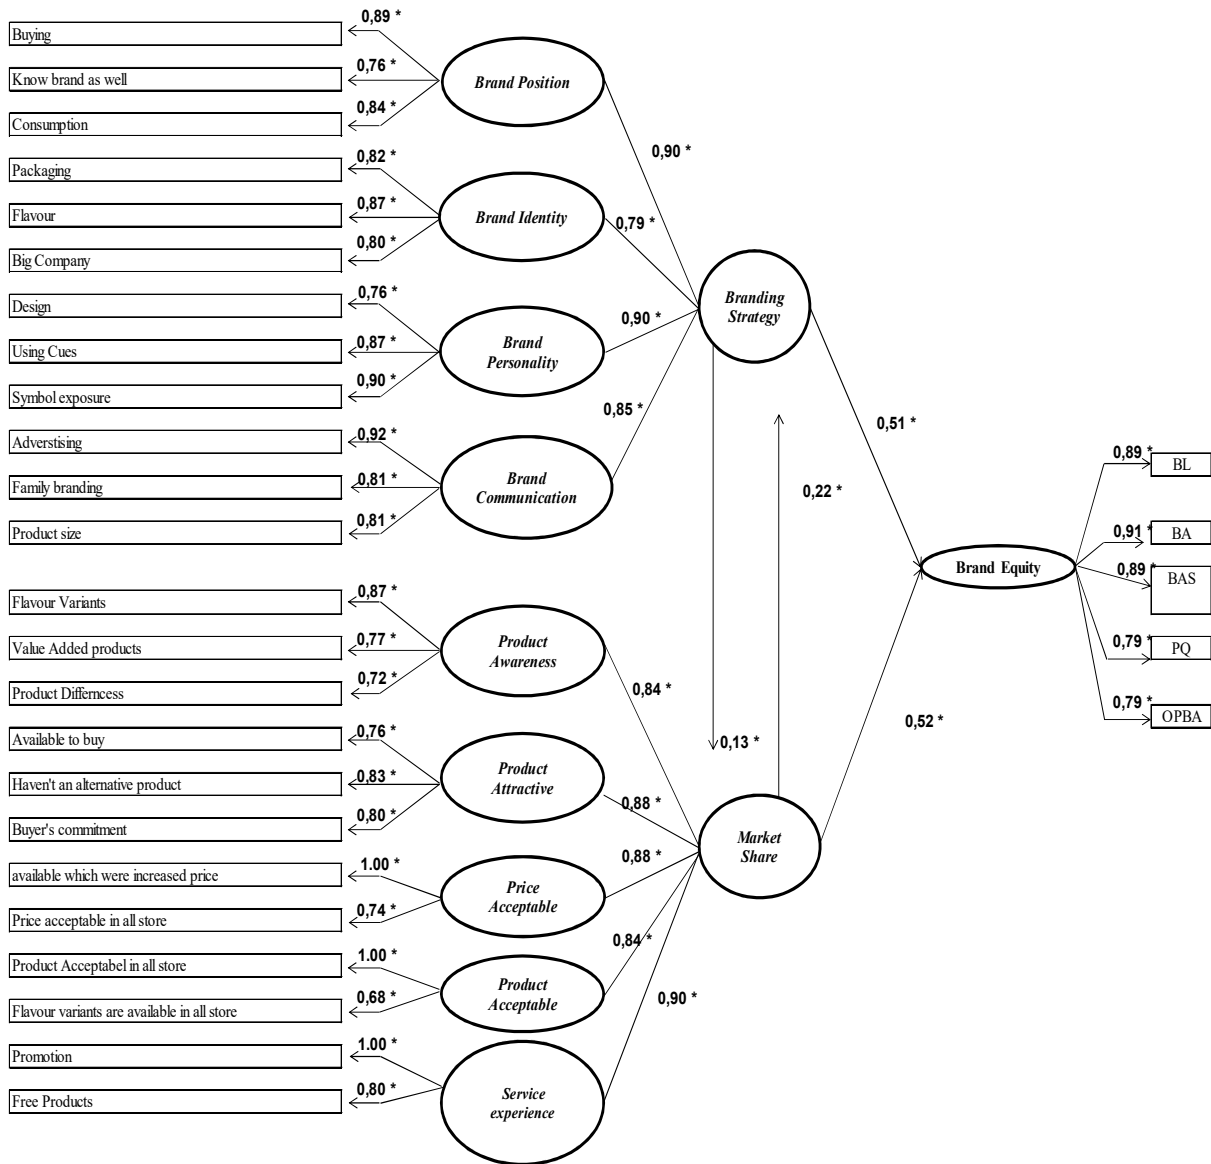 0,89 *
Buying
0,76 *
Know brand as well
0,84 *
Consumption
Brand Position
0,82 *
Packaging
0,87 *
Flavour
0,80 *
Big Company
Brand Identity
0,76 *
Design
0,87 *
Using Cues
0,90 *
Symbol exposure
Brand
Personality
0,92 *
Adverstising
0,81 *
Family branding
0,81 *
Product size
Brand
Communication
0,90 *
0,79 *
0,90 *
0,85 *
Branding
Strategy
0,87 *
Flavour Variants
0,77 *
Value Added products
0,72 *
Product Differncess
Product
Awareness
0,76 *
Available to buy
0,83 *
Haven't an alternative product
0,80 *
Buyer's commitment
Product
Attractive
1.00 *
available which were increased price
0,74 *
Price acceptable in all store
Price
Acceptable
1.00 *
Product Acceptabel in all store
0,68 *
Flavour variants are available in all store
Product
Acceptable
1.00 *
Promotion
0,80 *
Free Products
Service
experience
0,84 *
0,88 *
0,88 *
0,84 *
0,90 *
Market
Share
0,22 *
0,13 *
0,51 *
0,52 *
Brand Equity
0,89 *
BL
0,91 *
BA
0,89 *
BAS
0,79 *
PQ
0,79 *
OPBA